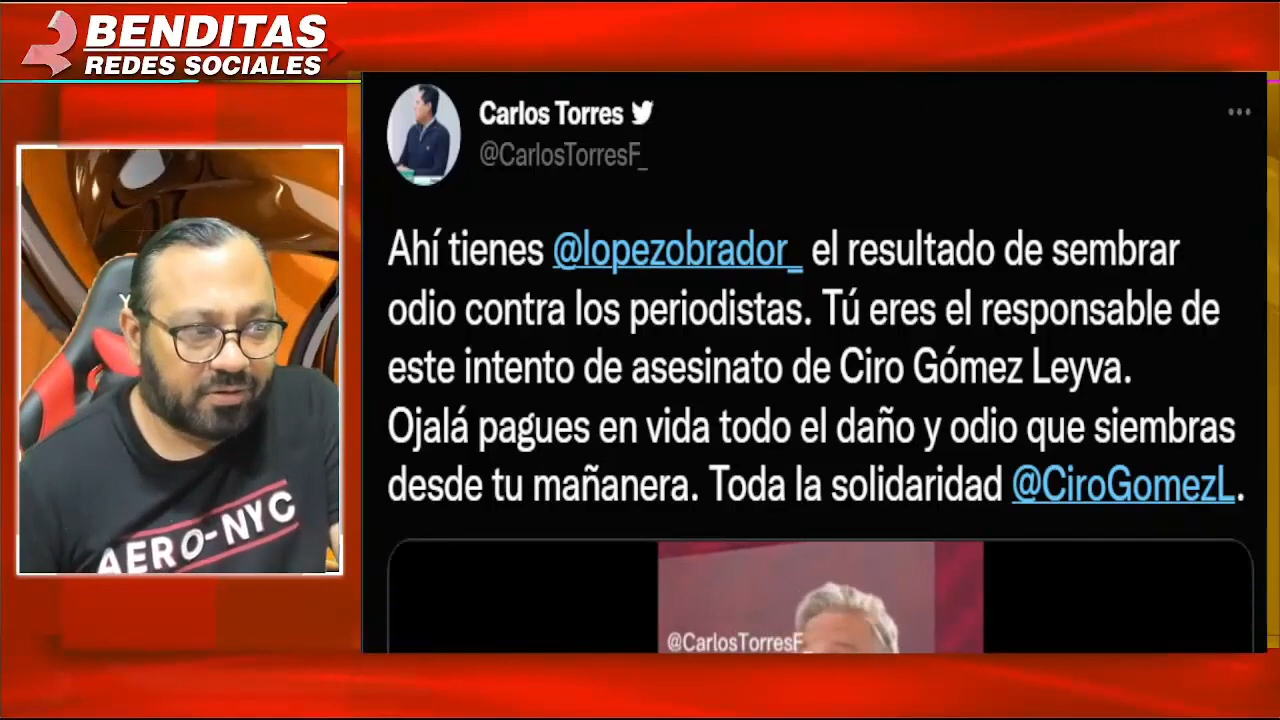 BENDITAS
REDES SOCIALES
Carlos Torres
@CarlosTorresF_
Ahí tienes @lopezobrador_ el resultado de sembrar
odio contra los periodistas. Tú eres el responsable de
este intento de asesinato de Ciro Gómez Leyva.
Ojalá pagues en vida todo el daño y odio que siembras
desde tu mañanera. Toda la solidaridad @CiroGomezL.
@CarlosTorresF_
AERO-NYC